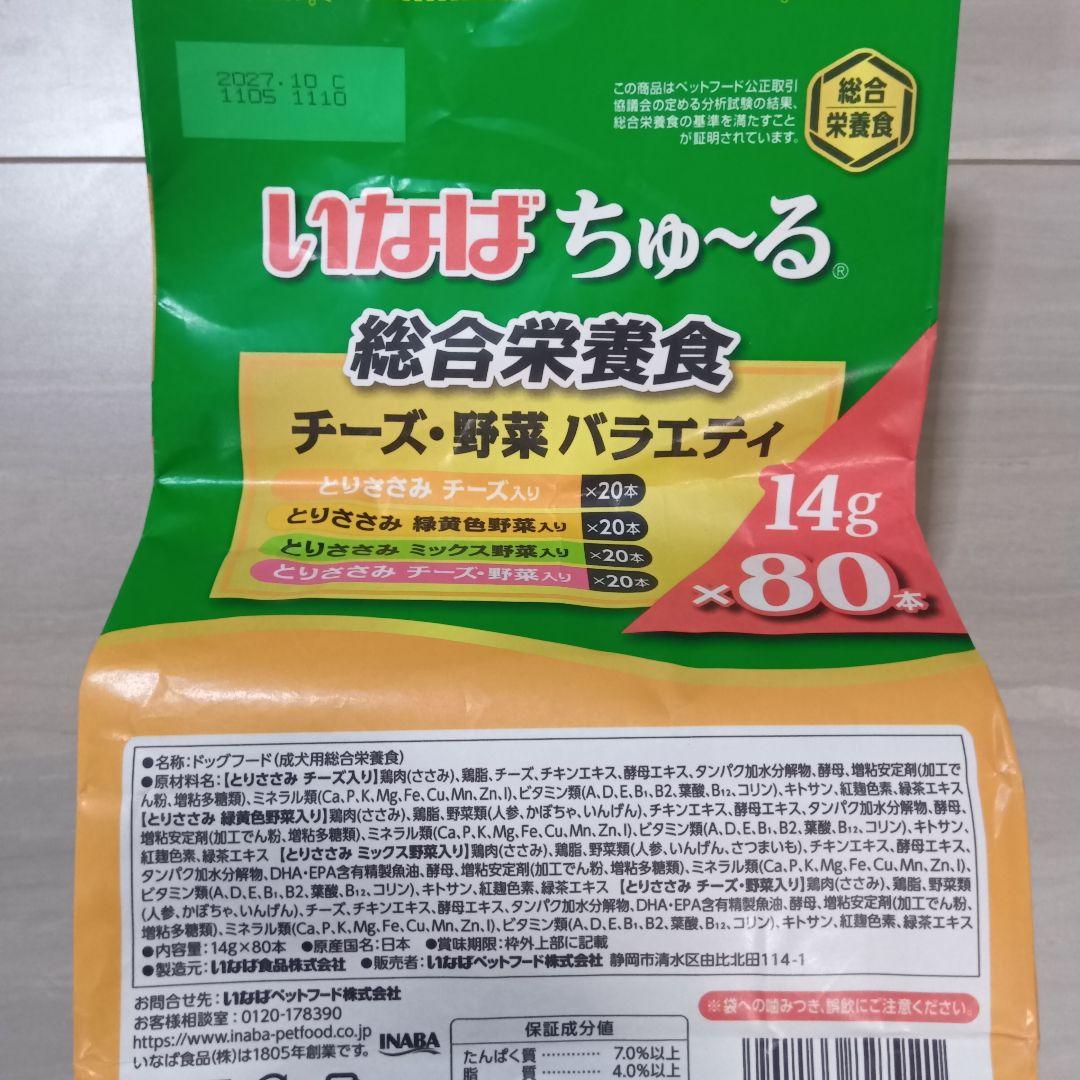 2027.10 C
1105 1110
この商品はペットフード公正取引
協議会の定める分析試験の結果、
総合栄養食の基準を満たすこと
が証明されています。
総合
栄養食
いなば ちゅ～る®
総合栄養食
チーズ・野菜 バラエティ
とりささみ チーズ入り ×20本
とりささみ 緑黄色野菜入り ×20本
とりささみ ミックス野菜入り ×20本
とりささみ チーズ・野菜入り ×20本
14g
×80本
●名称:ドッグフード(成犬用総合栄養食)
●原材料名:【とりささみ チーズ入り】鶏肉(ささみ)、鶏脂、チーズ、チキンエキス、酵母エキス、タンパク加水分解物、酵母、増粘安定剤(加工で
ん粉、増粘多糖類)、ミネラル類(Ca、P、K、Mg、Fe、Cu、Mn、Zn、I)、ビタミン類(A、D、E、B₁、B2、葉酸、B₁₂、コリン)、キトサン、紅麹色素、緑茶エキス
【とりささみ 緑黄色野菜入り】鶏肉(ささみ)、鶏脂、野菜類(人参、かぼちゃ、いんげん)、チキンエキス、酵母エキス、タンパク加水分解物、酵母、
増粘安定剤(加工でん粉、増粘多糖類)、ミネラル類(Ca、P、K、Mg、Fe、Cu、Mn、Zn、I)、ビタミン類(A、D、E、B₁、B2、葉酸、B₁₂、コリン)、キトサン、
紅麹色素、緑茶エキス 【とりささみ ミックス野菜入り】鶏肉(ささみ)、鶏脂、野菜類(人参、いんげん、さつまいも)、チキンエキス、酵母エキス、
タンパク加水分解物、DHA・EPA含有精製魚油、酵母、増粘安定剤(加工でん粉、増粘多糖類)、ミネラル類(Ca、P、K、Mg、Fe、Cu、Mn、Zn、I)、
ビタミン類(A、D、E、B₁、B2、葉酸、B₁₂、コリン)、キトサン、紅麹色素、緑茶エキス 【とりささみ チーズ・野菜入り】鶏肉(ささみ)、鶏脂、野菜類
(人参、かぼちゃ、いんげん)、チーズ、チキンエキス、酵母エキス、タンパク加水分解物、DHA・EPA含有精製魚油、酵母、増粘安定剤(加工でん粉、
増粘多糖類)、ミネラル類(Ca、P、K、Mg、Fe、Cu、Mn、Zn、I)、ビタミン類(A、D、E、B₁、B2、葉酸、B₁₂、コリン)、キトサン、紅麹色素、緑茶エキス
●内容量:14g×80本 ●原産国名:日本 ●賞味期限:枠外上部に記載
●製造元:いなば食品株式会社 ●販売者:いなばペットフード株式会社 静岡市清水区由比北田114-1
お問合せ先:いなばペットフード株式会社
お客様相談室:0120-178390
https://www.inaba-petfood.co.jp
いなば食品(株)は1805年創業です。
INABA
※袋への噛みつき、誤飲にご注意ください。
保証成分値
たんぱく質 ………… 7.0%以上
脂 質 ………… 4.0%以上